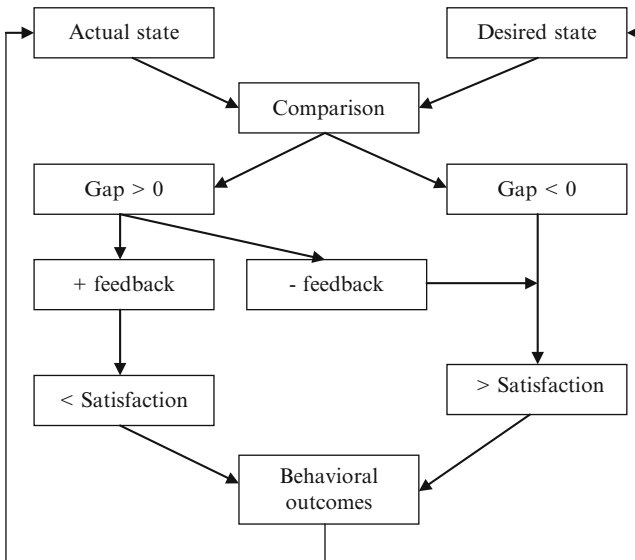 Actual state
Desired state
Comparison
Gap > 0
Gap < 0
+ feedback
- feedback
< Satisfaction
> Satisfaction
Behavioral
outcomes